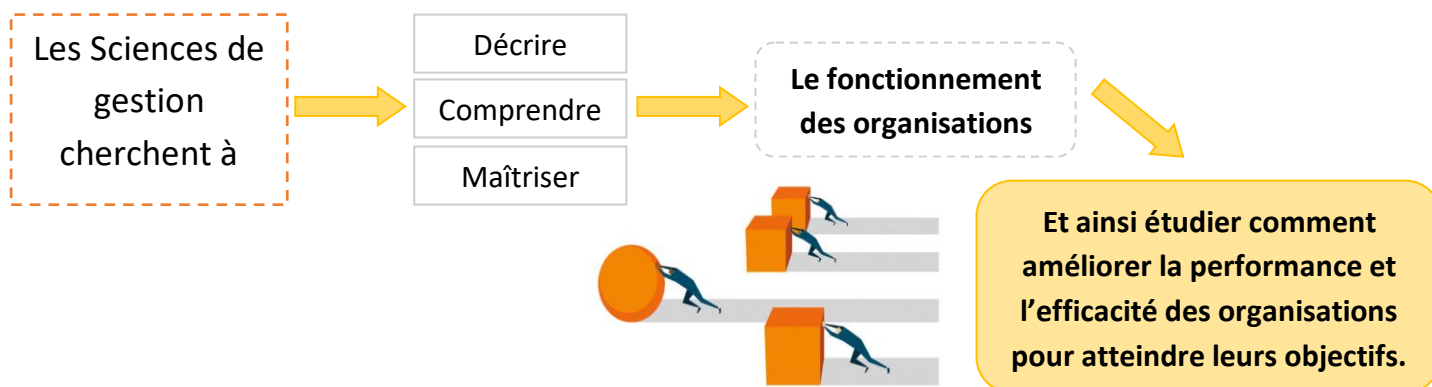 Les Sciences de
gestion
cherchent à
Décrire
Comprendre
Maîtriser
Le fonctionnement
des organisations
Et ainsi étudier comment
améliorer la performance et
l’efficacité des organisations
pour atteindre leurs objectifs.